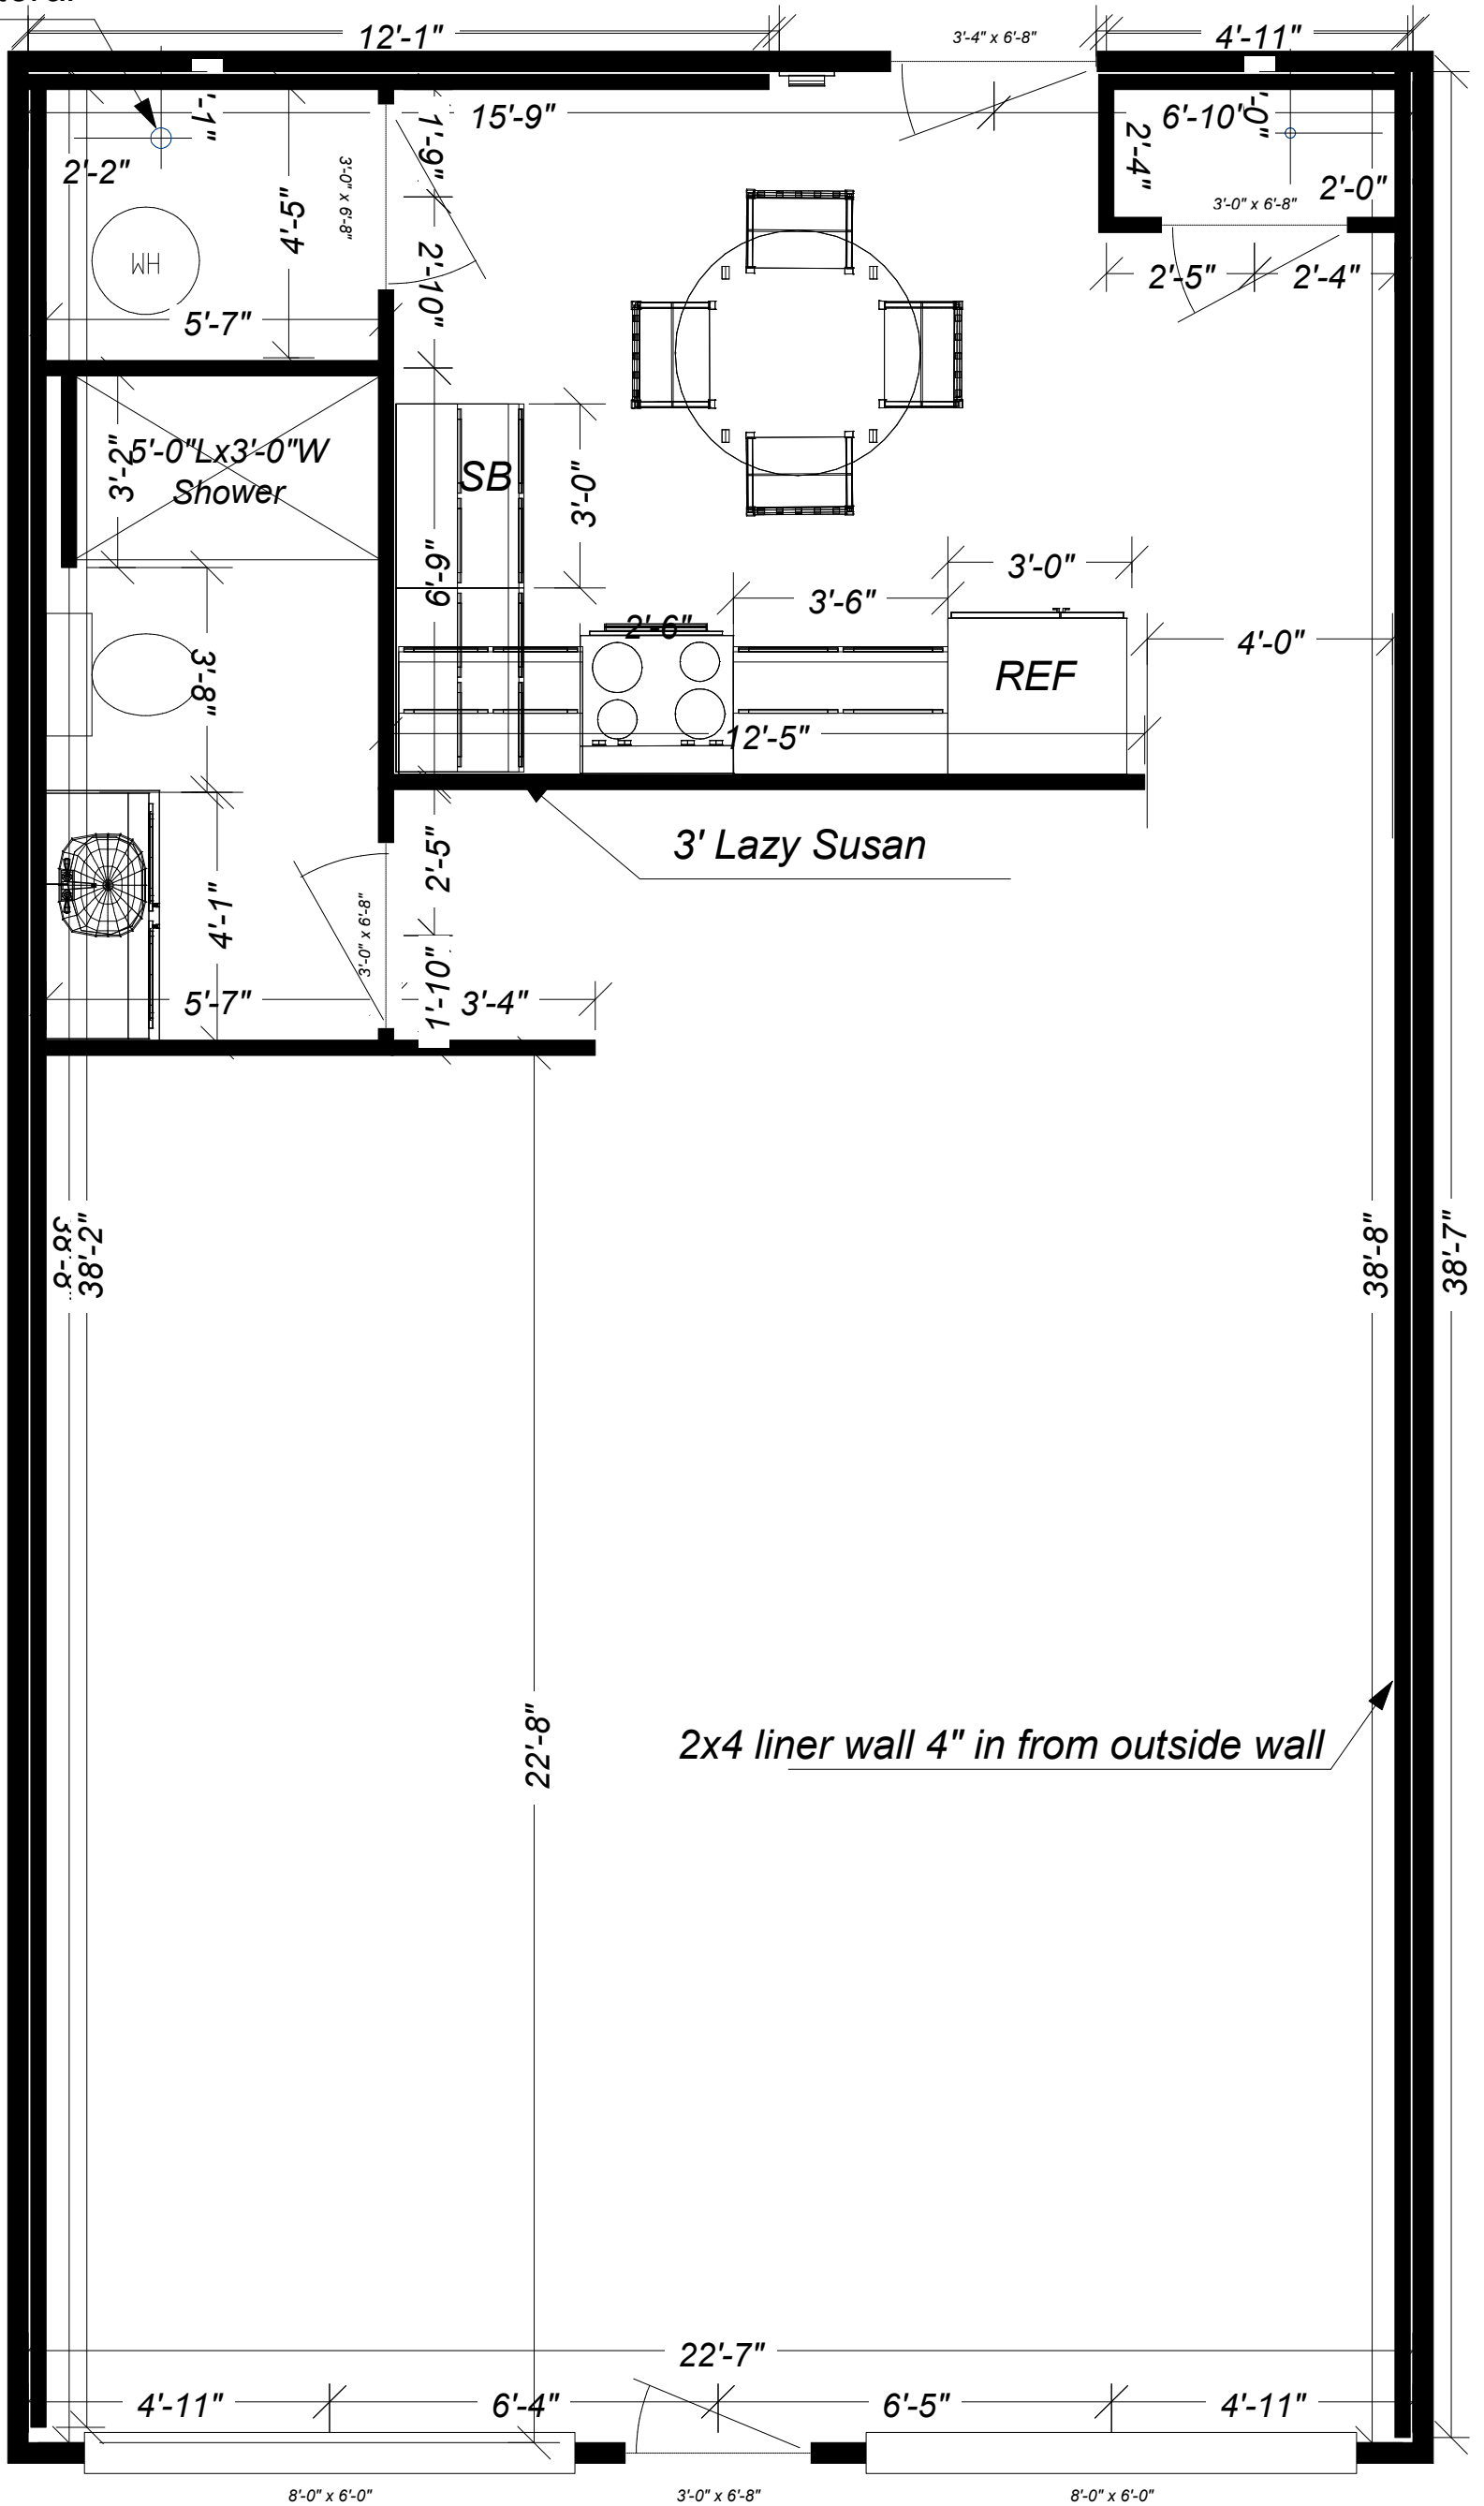 12'-1"
3'-4" x 6'-8"
4'-11"
15'-9"
6'-10"
2'-2"
4'-5"
3'-0" x 6'-8"
1'-9"
2'-4"
2'-0"
3'-0" x 6'-8"
HW
2'-10"
2'-5"
2'-4"
5'-7"
5'-0"Lx3'-0"W
Shower
3'-2"
SB
3'-0"
6'-9"
3'-0"
3'-6"
2'-6"
4'-0"
3'-8"
REF
12'-5"
3' Lazy Susan
2'-5"
4'-1"
3'-0" x 6'-8"
1'-10"
5'-7"
3'-4"
38'-8"
38'-2"
38'-8"
38'-7"
22'-8"
2x4 liner wall 4" in from outside wall
22'-7"
4'-11"
6'-4"
6'-5"
4'-11"
8'-0" x 6'-0"
3'-0" x 6'-8"
8'-0" x 6'-0"